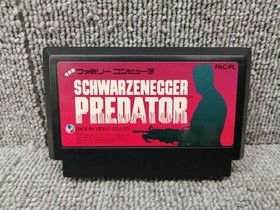 ファミリー コンピュータ
PAC-PL
SCHWARZENEGGER
PREDATOR
PACK-IN-VIDEO CO.,LTD.